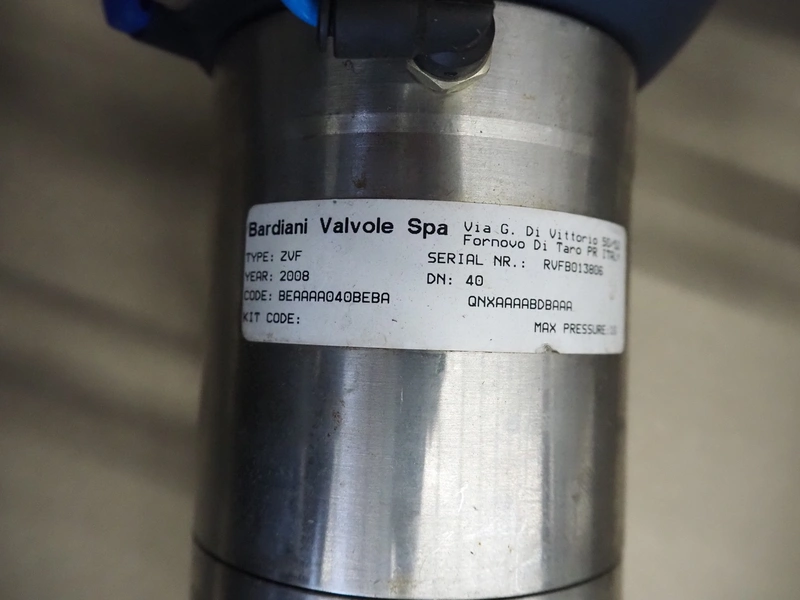 Bardiani Valvole Spa
Via G. Di Vittorio
Fornovo Di Taro PR ITALY
TYPE: ZVF
SERIAL NR.: RVFB013806
YEAR: 2008
DN: 40
CODE: BEAAAA040BEBA
QNXAAAABDBAAA
KIT CODE:
MAX PRESSURE: